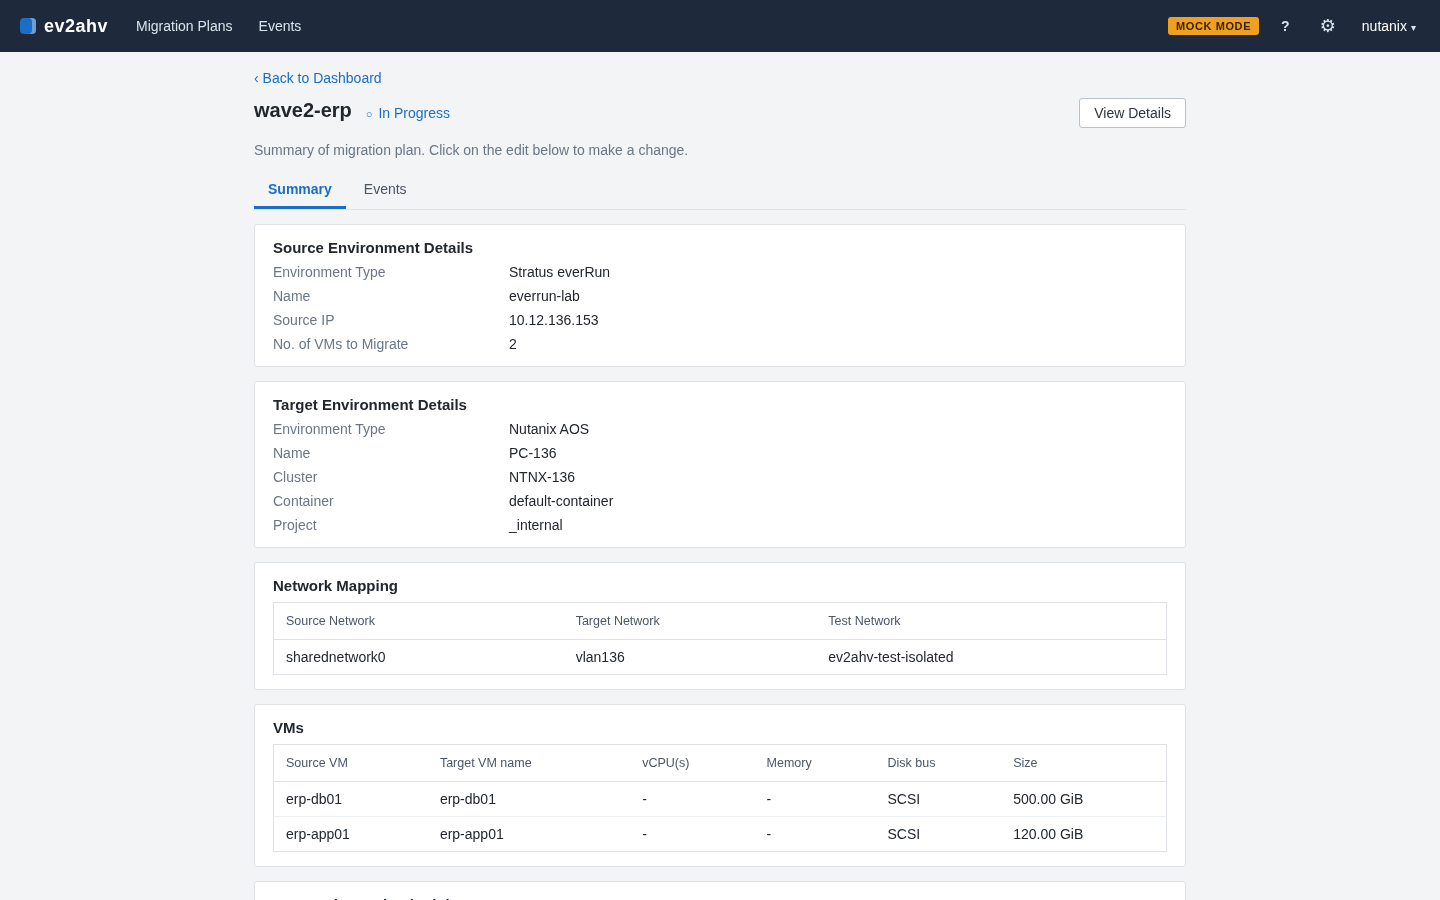 ev2ahv Migration Plans Events MOCK MODE ? nutanix ▾
‹ Back to Dashboard
wave2-erp ○ In Progress View Details
Summary of migration plan. Click on the edit below to make a change.
Summary Events
Source Environment Details
Environment Type Stratus everRun
Name everrun-lab
Source IP 10.12.136.153
No. of VMs to Migrate 2
Target Environment Details
Environment Type Nutanix AOS
Name PC-136
Cluster NTNX-136
Container default-container
Project _internal
Network Mapping
Source Network Target Network Test Network
sharednetwork0 vlan136 ev2ahv-test-isolated
VMs
Source VM Target VM name vCPU(s) Memory Disk bus Size
erp-db01 erp-db01 - - SCSI 500.00 GiB
erp-app01 erp-app01 - - SCSI 120.00 GiB